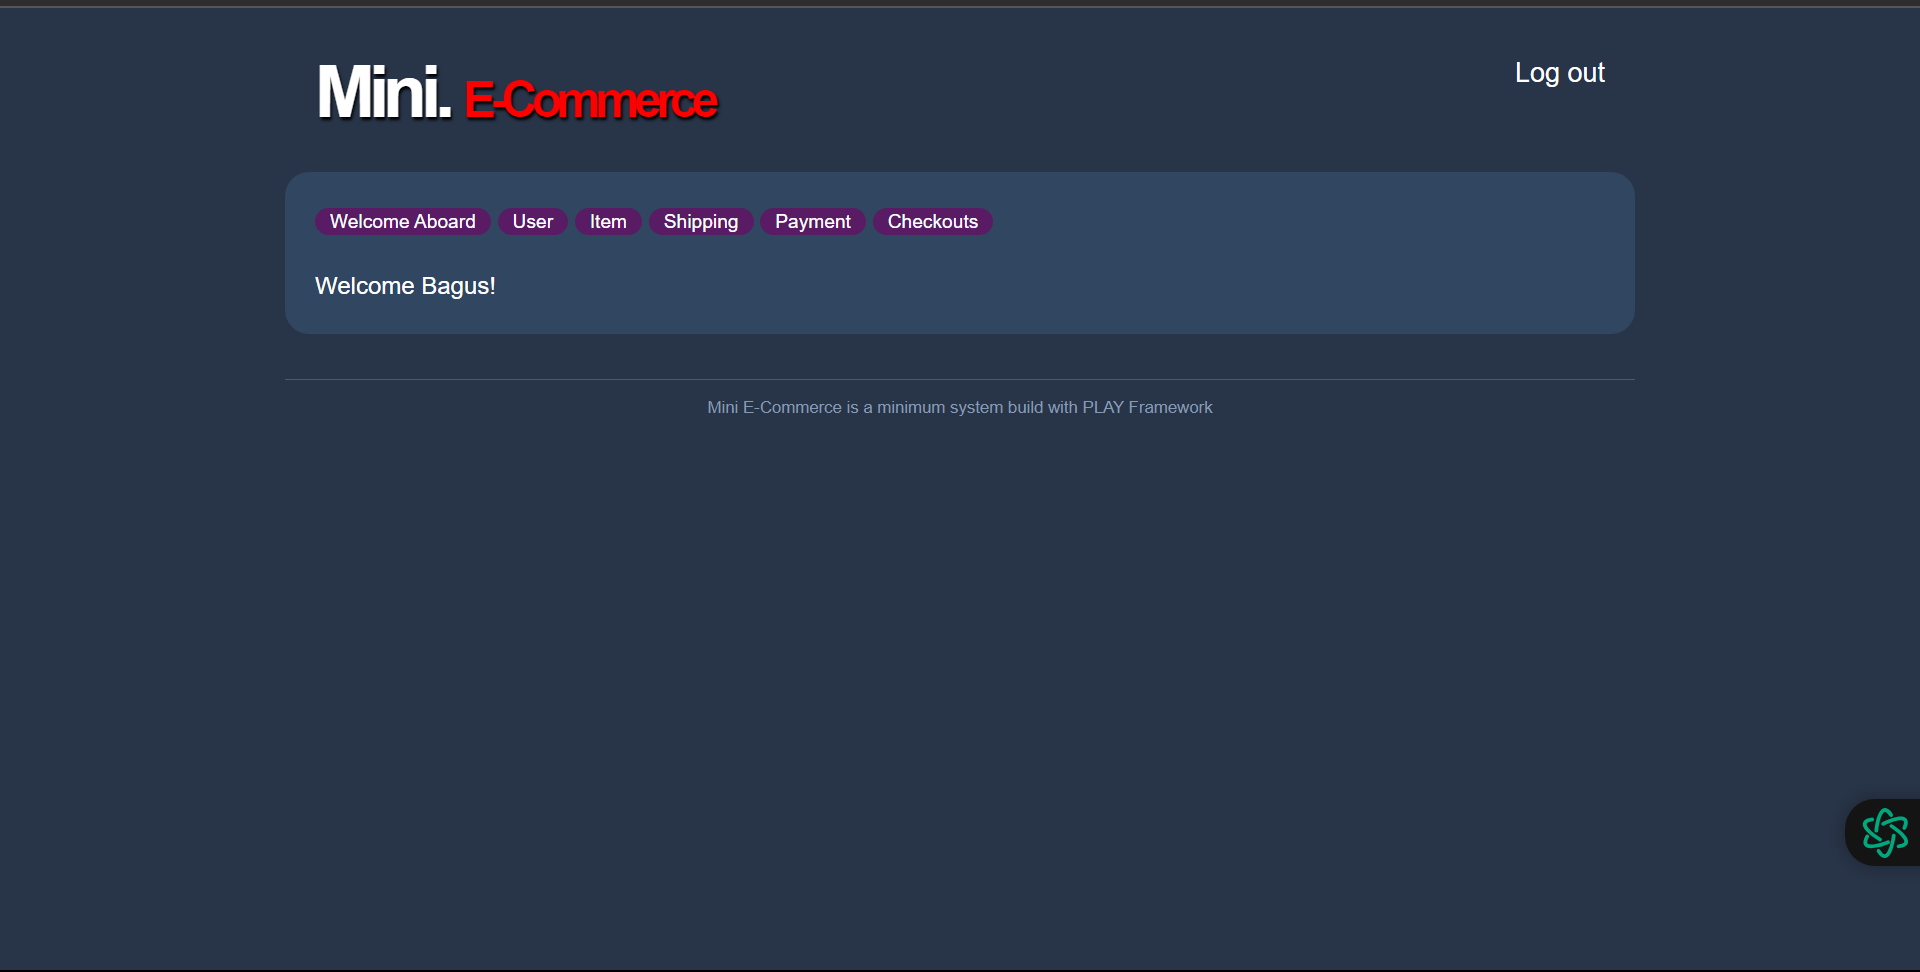 Mini. E-Commerce
Log out
Welcome Aboard User Item Shipping Payment Checkouts
Welcome Bagus!
Mini E-Commerce is a minimum system build with PLAY Framework